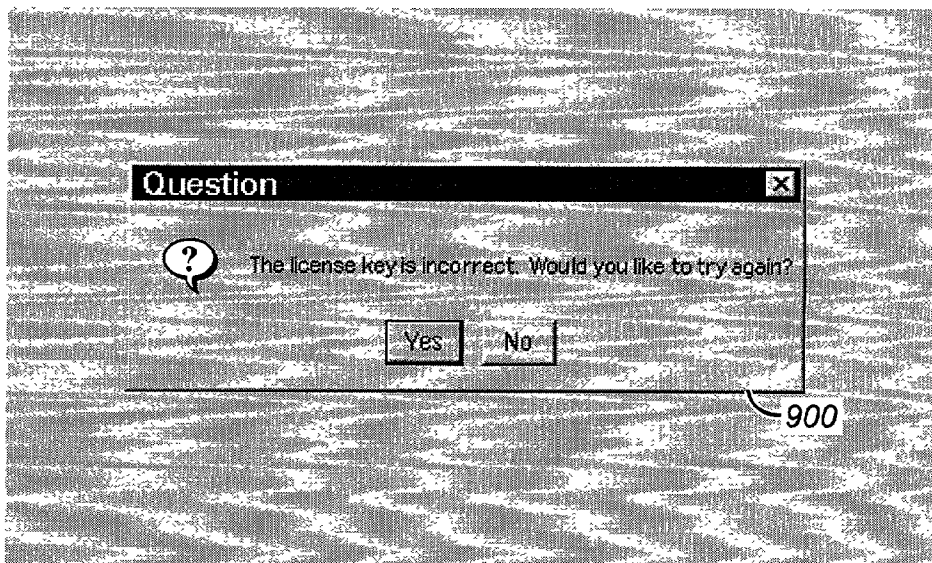 Question
?
The license key is incorrect. Would you like to try again?
Yes No
900